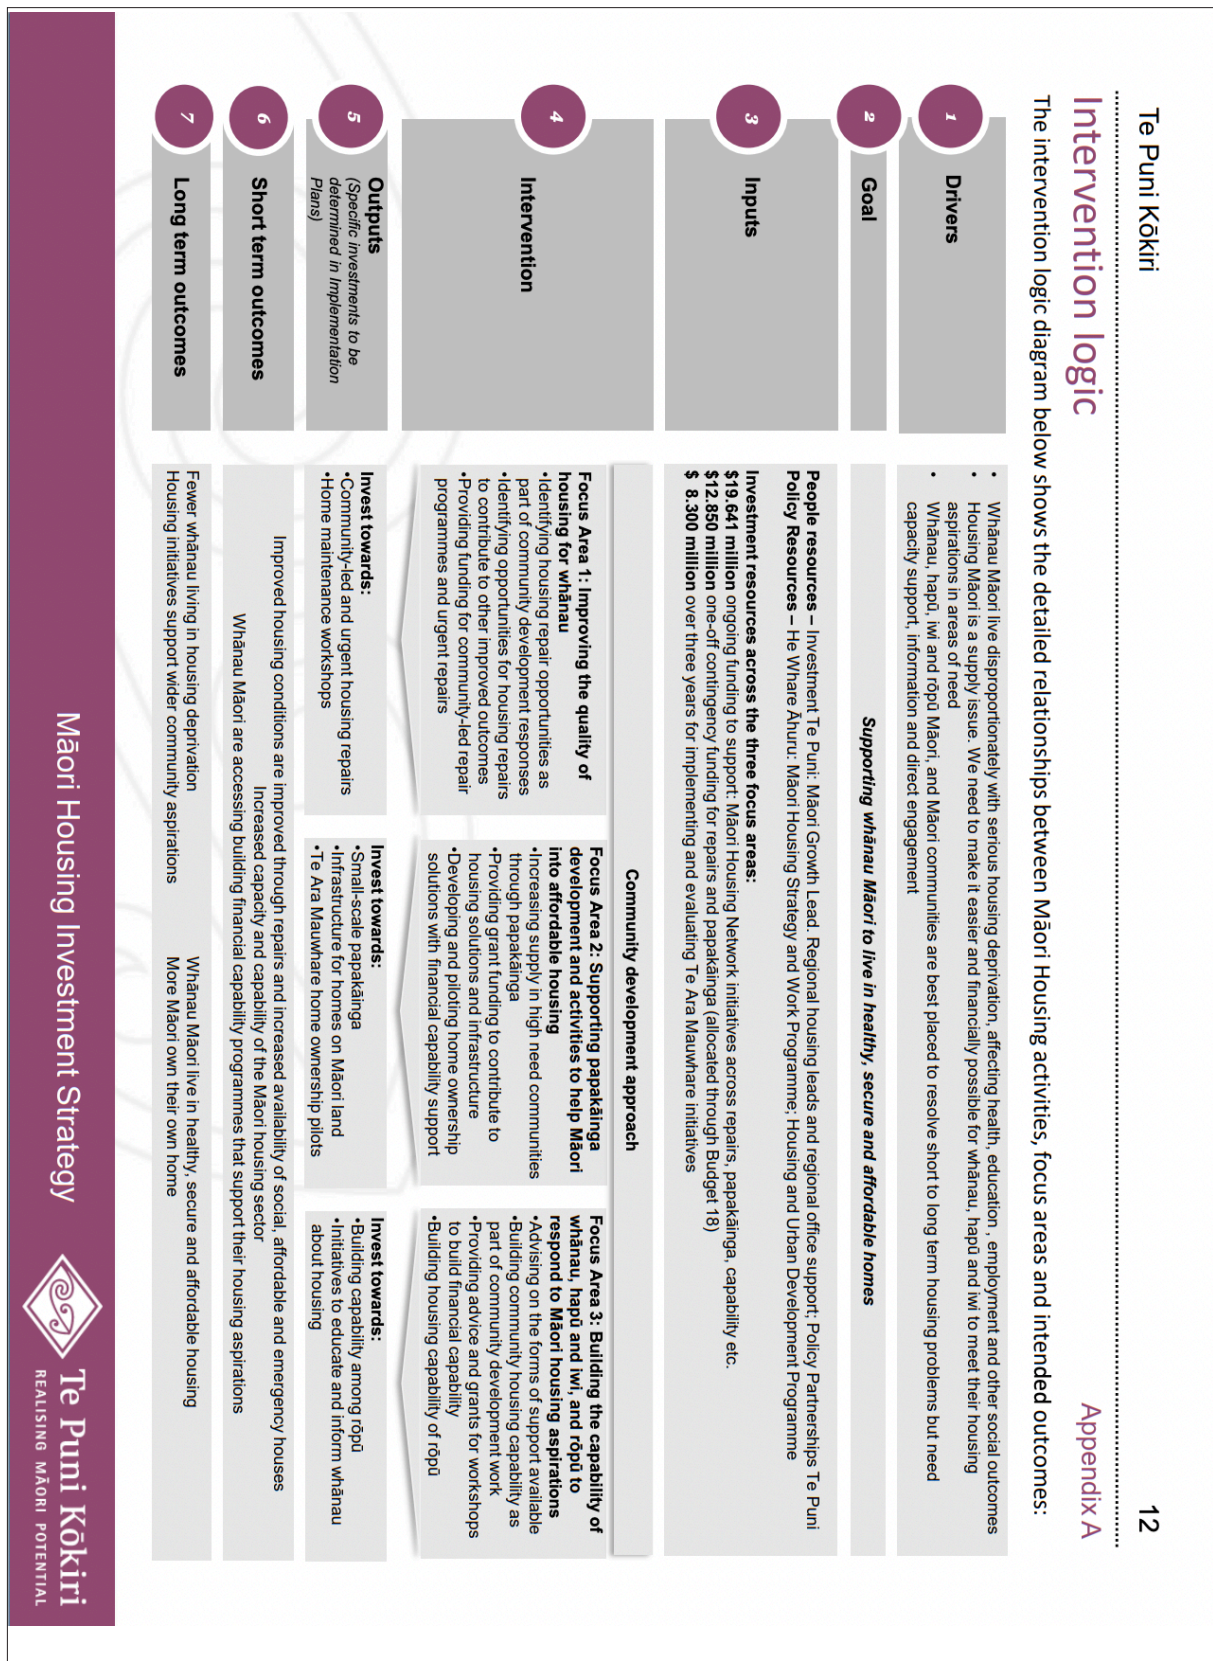 Te Puni Kōkiri
12
Intervention logic
Appendix A
The intervention logic diagram below shows the detailed relationships between Māori Housing activities, focus areas and intended outcomes:
1
Drivers
• Whānau Māori live disproportionately with serious housing deprivation, affecting health, education , employment and other social outcomes
• Housing Māori is a supply issue. We need to make it easier and financially possible for whānau, hapū and iwi to meet their housing
aspirations in areas of need
• Whānau, hapū, iwi and rōpū Māori, and Māori communities are best placed to resolve short to long term housing problems but need
capacity support, information and direct engagement
2
Goal
Supporting whānau Māori to live in healthy, secure and affordable homes
3
Inputs
People resources – Investment Te Puni: Māori Growth Lead. Regional housing leads and regional office support; Policy Partnerships Te Puni
Policy Resources – He Whare Āhuru: Māori Housing Strategy and Work Programme; Housing and Urban Development Programme
Investment resources across the three focus areas:
$19.641 million ongoing funding to support: Māori Housing Network initiatives across repairs, papakāinga, capability etc.
$12.850 million one-off contingency funding for repairs and papakāinga (allocated through Budget 18)
$ 8.300 million over three years for implementing and evaluating Te Ara Mauwhare initiatives
4
Intervention
Community development approach
Focus Area 1: Improving the quality of
housing for whānau
•Identifying housing repair opportunities as
part of community development responses
•Identifying opportunities for housing repairs
to contribute to other improved outcomes
•Providing funding for community-led repair
programmes and urgent repairs
Focus Area 2: Supporting papakāinga
development and activities to help Māori
into affordable housing
•Increasing supply in high need communities
through papakāinga
•Providing grant funding to contribute to
housing solutions and infrastructure
•Developing and piloting home ownership
solutions with financial capability support
Focus Area 3: Building the capability of
whānau, hapū and iwi, and rōpū to
respond to Māori housing aspirations
•Advising on the forms of support available
•Building community housing capability as
part of community development work
•Providing advice and grants for workshops
to build financial capability
•Building housing capability of rōpū
5
Outputs
(Specific investments to be
determined in Implementation
Plans)
Invest towards:
•Community-led and urgent housing repairs
•Home maintenance workshops
Invest towards:
•Small-scale papakāinga
•Infrastructure for homes on Māori land
•Te Ara Mauwhare home ownership pilots
Invest towards:
•Building capability among rōpū
•Initiatives to educate and inform whānau
about housing
6
Short term outcomes
Improved housing conditions are improved through repairs and increased availability of social, affordable and emergency houses
Increased capacity and capability of the Māori housing sector
Whānau Māori are accessing building financial capability programmes that support their housing aspirations
7
Long term outcomes
Fewer whānau living in housing deprivation
Housing initiatives support wider community aspirations
Whānau Māori live in healthy, secure and affordable housing
More Māori own their own home
Māori Housing Investment Strategy
Te Puni Kōkiri
REALISING MĀORI POTENTIAL